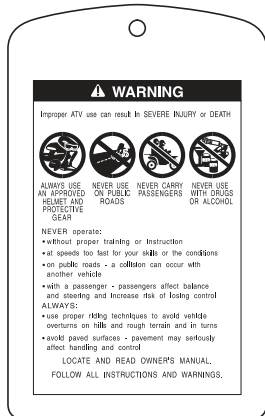 WARNING
Improper ATV use can result in SEVERE INJURY or DEATH
ALWAYS USE AN APPROVED HELMET AND PROTECTIVE GEAR
NEVER USE ON PUBLIC ROADS
NEVER CARRY PASSENGERS
NEVER USE WITH DRUGS OR ALCOHOL
NEVER operate:
• without proper training or instruction
• at speeds too fast for your skills or the conditions
• on public roads - a collision can occur with
another vehicle
• with a passenger - passengers affect balance
and steering and increase risk of losing control
ALWAYS:
• use proper riding techniques to avoid vehicle
overturns on hills and rough terrain and in turns
• avoid paved surfaces - pavement may seriously
affect handling and control
LOCATE AND READ OWNER'S MANUAL.
FOLLOW ALL INSTRUCTIONS AND WARNINGS.